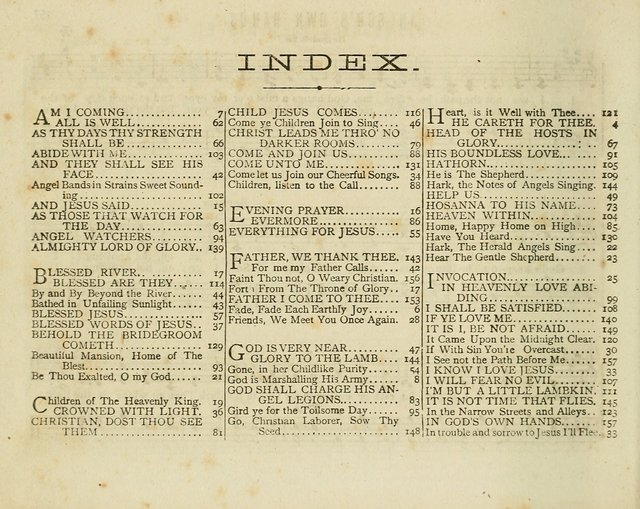 INDEX.
AM I COMING............ 7
ALL IS WELL............ 62
AS THY DAYS THY STRENGTH
SHALL BE............ 66
ABIDE WITH ME............ 103
AND THEY SHALL SEE HIS
FACE............ 42
Angel Bands in Strains Sweet Sound-
ing............ 102
AND JESUS SAID............ 15
AS THOSE THAT WATCH FOR
THE DAY............ 63
ANGEL WATCHERS............ 94
ALMIGHTY LORD OF GLORY.. 139
BLESSED RIVER............ 17
BLESSED ARE THEY............ 114
By and By Beyond the River...... 44
Bathed in Unfailing Sunlight...... 43
BLESSED JESUS............ 57
BLESSED WORDS OF JESUS.. 37
BEHOLD THE BRIDEGROOM
COMETH............ 129
Beautiful Mansion, Home of The
Blest............ 93
Be Thou Exalted, O my God...... 21
Children of The Heavenly King. 19
CROWNED WITH LIGHT. 36
CHRISTIAN, DOST THOU SEE
THEM............ 81
CHILD JESUS COMES........ 116
Come ye Children Join to Sing.... 46
CHRIST LEADS ME THRO' NO
DARKER ROOMS........ 79
COME AND JOIN US........ 88
COME UNTO ME............ 131
Come let us Join our Cheerful Songs. 34
Children, listen to the Call........ 88
EVENING PRAYER............ 16
EVERMORE............ 86
EVERYTHING FOR JESUS.... 55
FATHER, WE THANK THEE. 143
For me my Father Calls.... 42
Faint Thou not, O Weary Christian. 156
Forth From The Throne of Glory.. 17
FATHER I COME TO THEE... 153
Fade, Fade Each Earthly Joy...... 6
Friends, We Meet You Once Again. 28
GOD IS VERY NEAR........ 47
GLORY TO THE LAMB.... 144
Gone, in her Childlike Purity.... 54
God is Marshalling His Army.... 8
GOD SHALL CHARGE HIS AN-
GEL LEGIONS............ 83
Gird ye for the Toilsome Day.... 95
Go, Christian Laborer, Sow Thy
Seed............ 148
Heart, is it Well with Thee.... 121
HE CARETH FOR THEE. 4
HEAD OF THE HOSTS IN
GLORY............ 67
HIS BOUNDLESS LOVE.... 91
HATHORN............ 105
He is The Shepherd............ 109
Hark, the Notes of Angels Singing. 144
HELP US............ 49
HOSANNA TO HIS NAME.... 73
HEAVEN WITHIN............ 104
Home, Happy Home on High.... 85
Have You Heard............ 130
Hark, The Herald Angels Sing.... 22
Hear The Gentle Shepherd........ 23
INVOCATION............ 25
IN HEAVENLY LOVE ABI-
DING............ 99
I SHALL BE SATISFIED...... 108
IF YE LOVE ME............ 140
IT IS I, BE NOT AFRAID...... 149
It Came Upon the Midnight Clear. 120
If With Sin You're Overcast...... 30
I See not the Path Before Me...... 157
I KNOW I LOVE JESUS...... 33
I WILL FEAR NO EVIL...... 107
I'M BUT A LITTLE LAMBKIN. 111
IT IS NOT TIME THAT FLIES. 145
In the Narrow Streets and Alleys.. 123
IN GOD'S OWN HANDS...... 157
In trouble and sorrow to Jesus I'll Flee.. 33